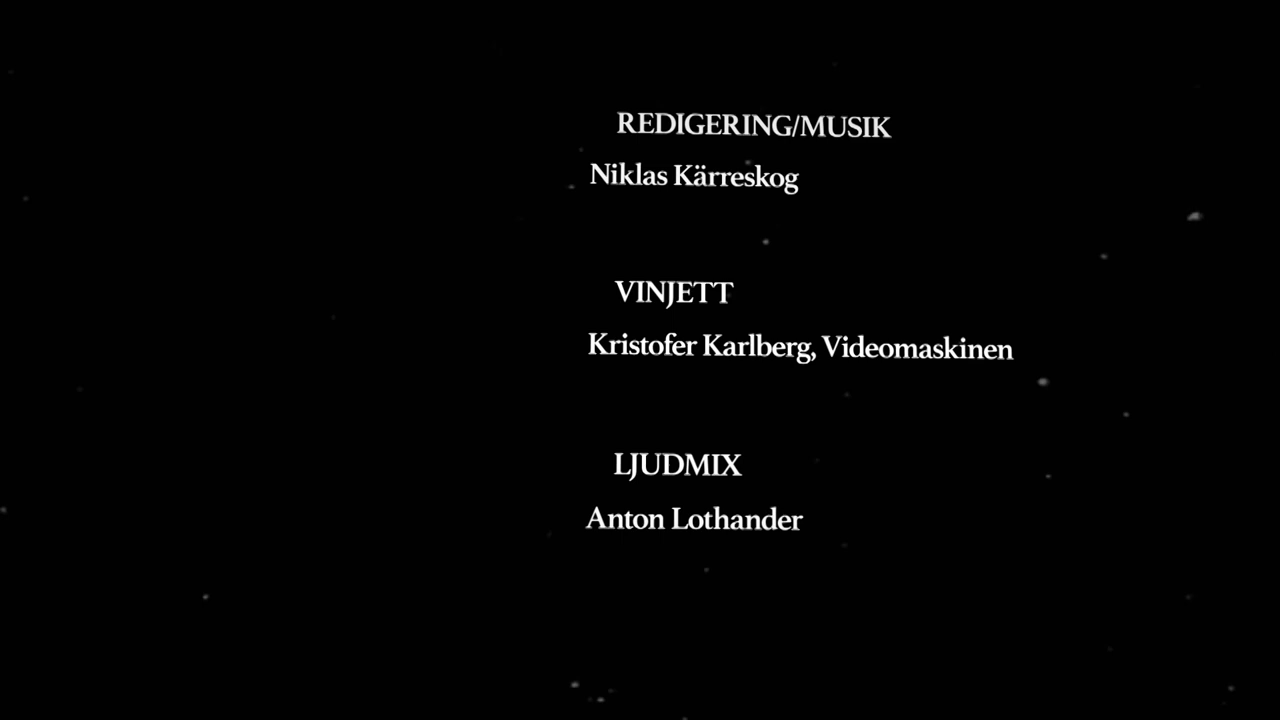 REDIGERING/MUSIK
Niklas Kärreskog
VINJETT
Kristofer Karlberg, Videomaskinen
LJUDMIX
Anton Lothander